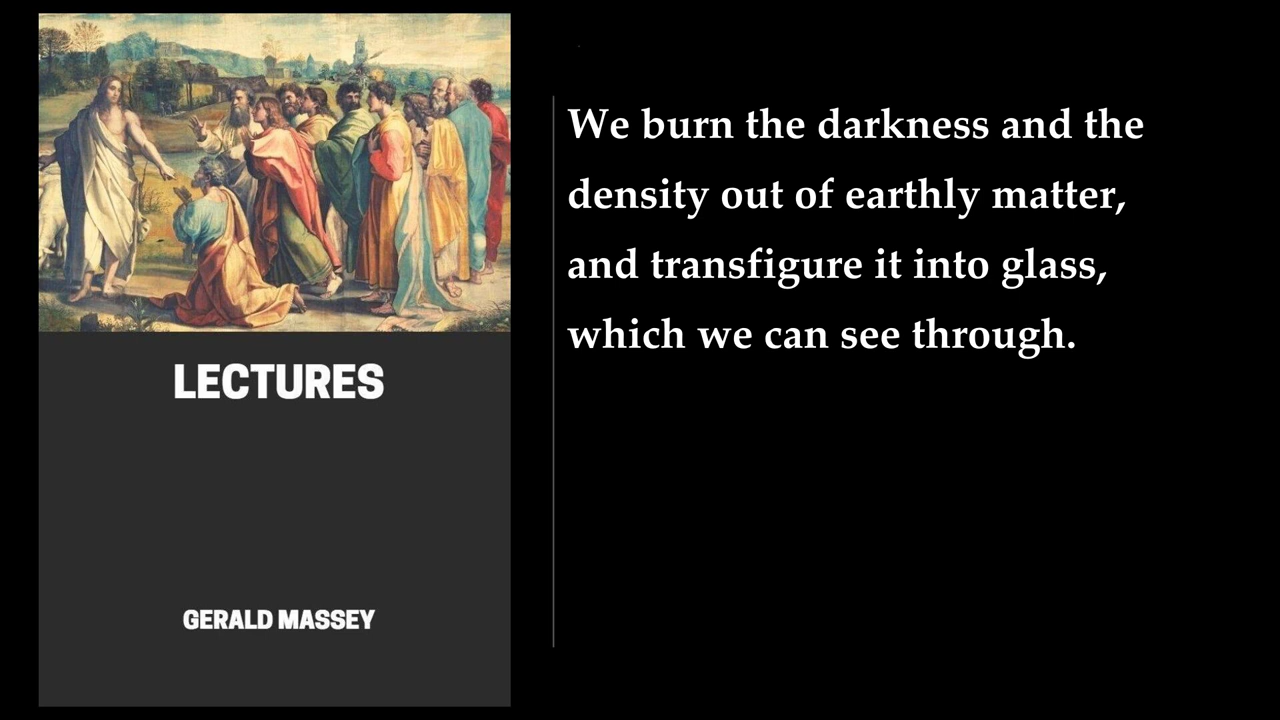 LECTURES
GERALD MASSEY
We burn the darkness and the
density out of earthly matter,
and transfigure it into glass,
which we can see through.